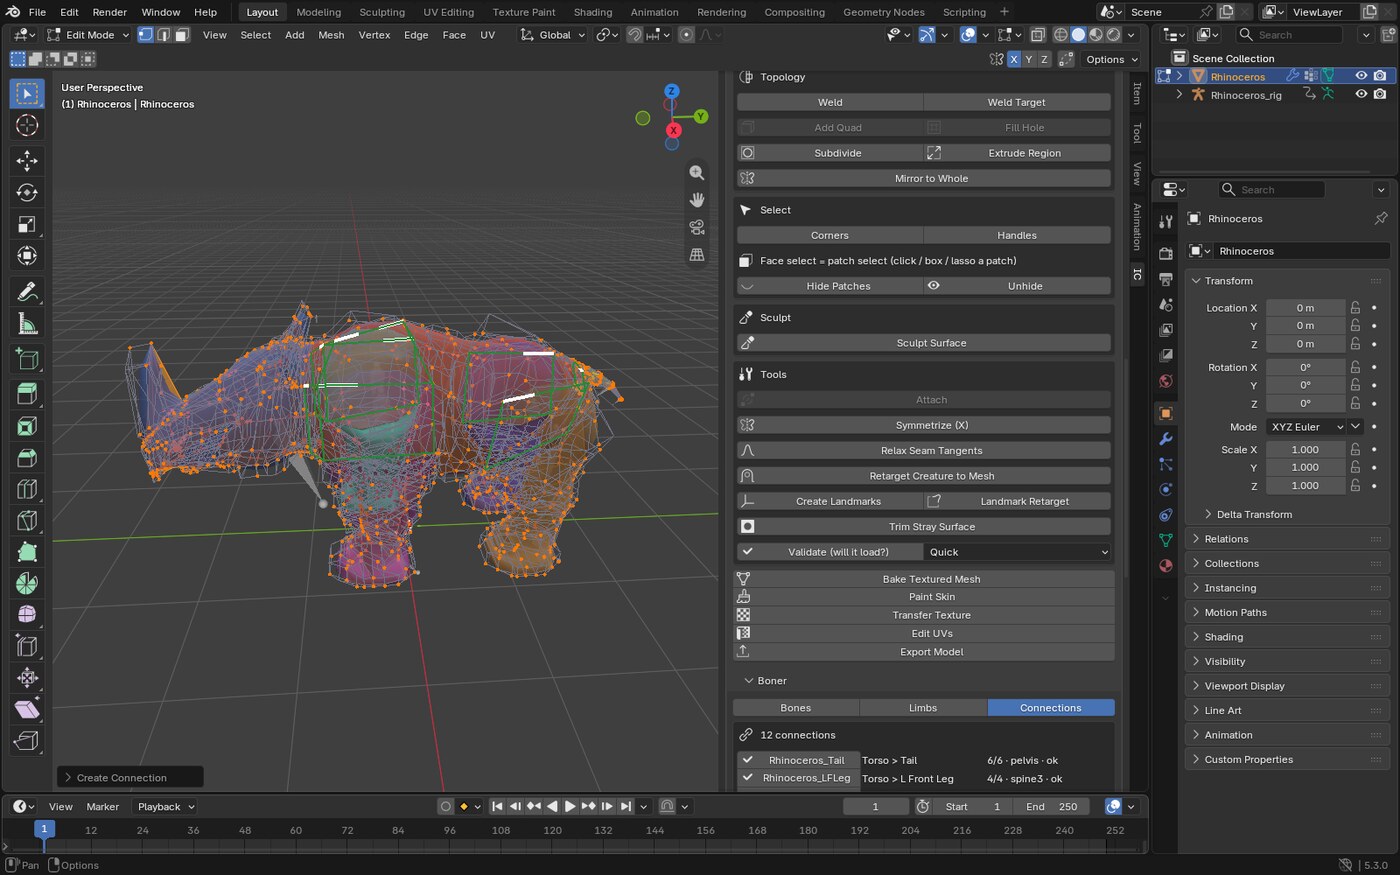 File Edit Render Window Help Layout Modeling Sculpting UV Editing Texture Paint Shading Animation Rendering Compositing Geometry Nodes Scripting + Scene ViewLayer
Edit Mode View Select Add Mesh Vertex Edge Face UV Global Search
X Y Z Options
Scene Collection
Rhinoceros
Rhinoceros_rig
User Perspective
(1) Rhinoceros | Rhinoceros
Z
Y
X
Topology
Weld Weld Target
Add Quad Fill Hole
Subdivide Extrude Region
Mirror to Whole
Select
Corners Handles
Face select = patch select (click / box / lasso a patch)
Hide Patches Unhide
Sculpt
Sculpt Surface
Tools
Attach
Symmetrize (X)
Relax Seam Tangents
Retarget Creature to Mesh
Create Landmarks Landmark Retarget
Trim Stray Surface
Validate (will it load?) Quick
Bake Textured Mesh
Paint Skin
Transfer Texture
Edit UVs
Export Model
Boner
Bones Limbs Connections
12 connections
Rhinoceros_Tail Torso > Tail 6/6 · pelvis · ok
Rhinoceros_LFLeg Torso > L Front Leg 4/4 · spine3 · ok
Item
Tool
View
Animation
IC
Search
Rhinoceros
Rhinoceros
Transform
Location X 0 m
Y 0 m
Z 0 m
Rotation X 0°
Y 0°
Z 0°
Mode XYZ Euler
Scale X 1.000
Y 1.000
Z 1.000
Delta Transform
Relations
Collections
Instancing
Motion Paths
Shading
Visibility
Viewport Display
Line Art
Animation
Custom Properties
Create Connection
View Marker Playback 1 Start 1 End 250
1 12 24 36 48 60 72 84 96 108 120 132 144 156 168 180 192 204 216 228 240 252
Pan Options 5.3.0